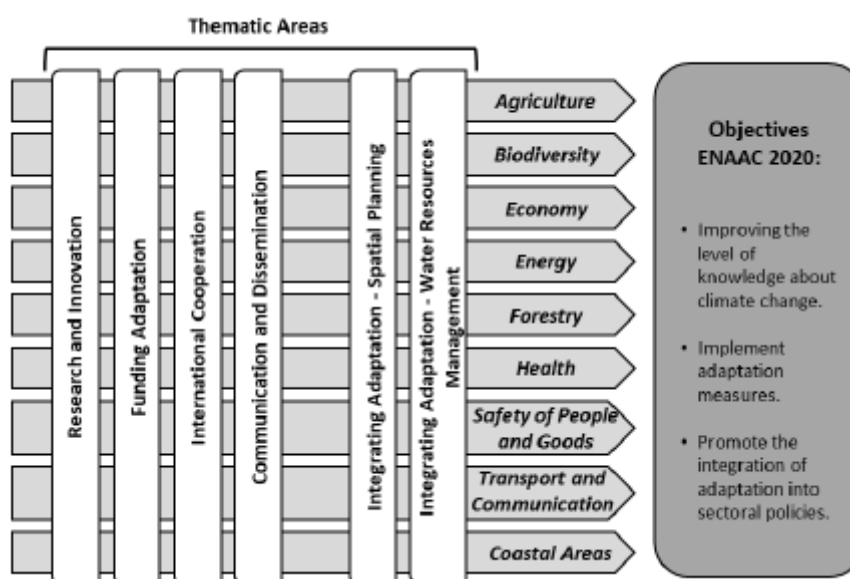 Thematic Areas
Research and Innovation
Funding Adaptation
International Cooperation
Communication and Dissemination
Integrating Adaptation - Spatial Planning
Integrating Adaptation - Water Resources
Management
Agriculture
Biodiversity
Economy
Energy
Forestry
Health
Safety of People
and Goods
Transport and
Communication
Coastal Areas
Objectives
ENAAC 2020:
• Improving the
level of
knowledge about
climate change.
• Implement
adaptation
measures.
• Promote the
integration of
adaptation into
sectoral policies.